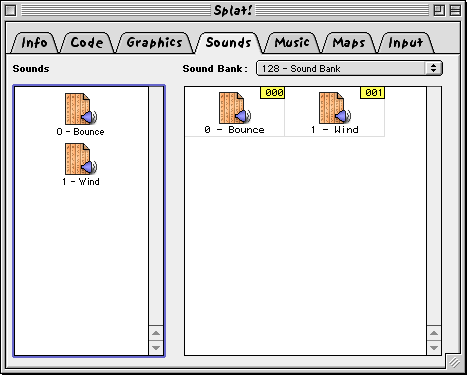 Splat!
Info Code Graphics Sounds Music Maps Input
Sounds
Sound Bank: 128 - Sound Bank
0 - Bounce
1 - Wind
000 001
0 - Bounce 1 - Wind